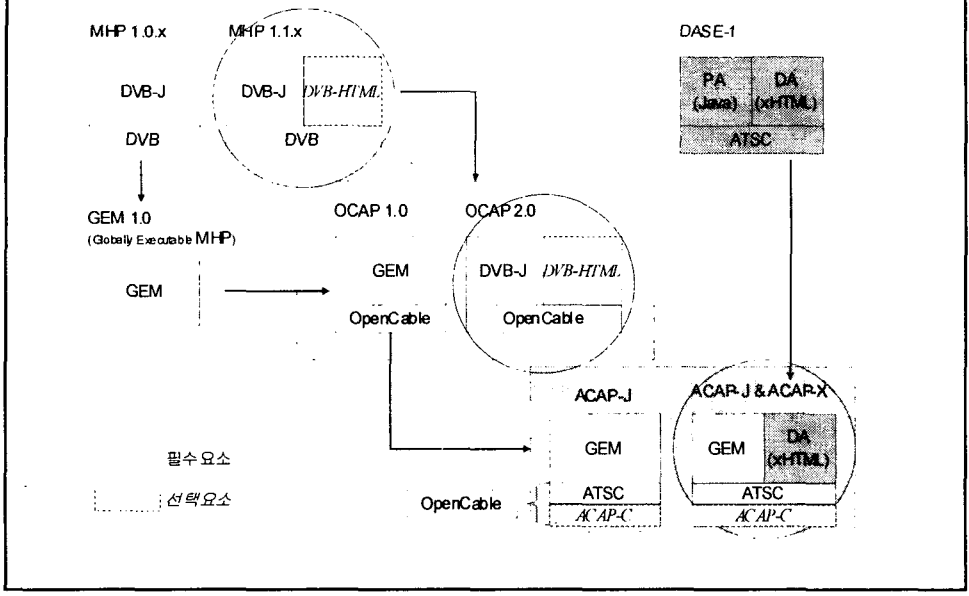 MHP 1.0.x
MHP 1.1.x
DASE-1
DVB-J
DVB-J
DVB-HTML
DVB
DVB
PA
(Java)
DA
(xHTML)
ATSC
GEM 1.0
(Globally Executable MHP)
GEM
OCAP 1.0
OCAP 2.0
GEM
DVB-J
DVB-HTML
OpenCable
OpenCable
ACAP-J
ACAP-J & ACAP-X
GEM
GEM
DA
(xHTML)
필수요소
선택요소
OpenCable
ATSC
ACAP-C
ATSC
ACAP-C